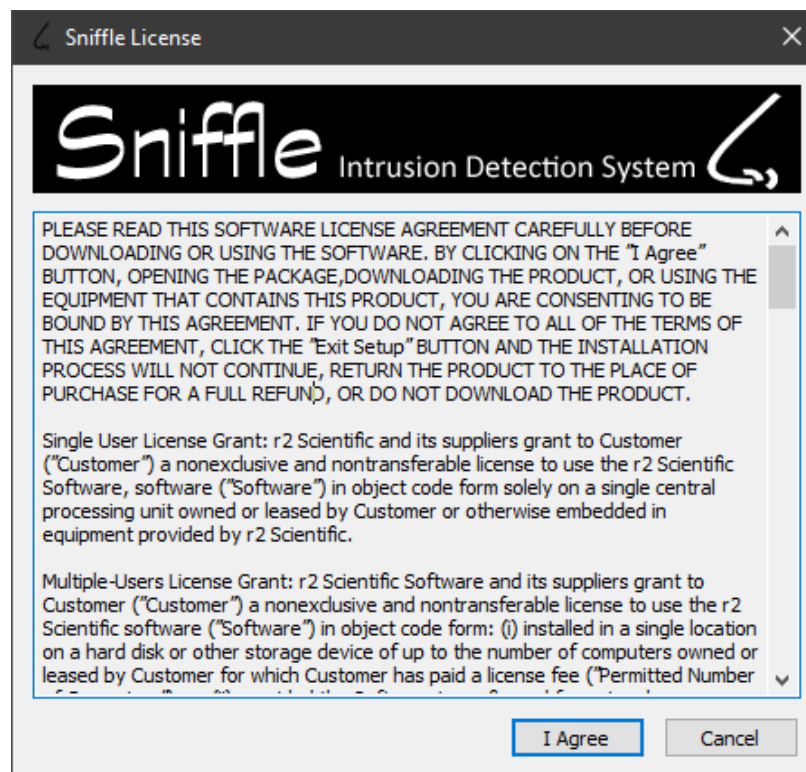 Sniffle License
Sniffle Intrusion Detection System
PLEASE READ THIS SOFTWARE LICENSE AGREEMENT CAREFULLY BEFORE
DOWNLOADING OR USING THE SOFTWARE. BY CLICKING ON THE "I Agree"
BUTTON, OPENING THE PACKAGE,DOWNLOADING THE PRODUCT, OR USING THE
EQUIPMENT THAT CONTAINS THIS PRODUCT, YOU ARE CONSENTING TO BE
BOUND BY THIS AGREEMENT. IF YOU DO NOT AGREE TO ALL OF THE TERMS OF
THIS AGREEMENT, CLICK THE "Exit Setup" BUTTON AND THE INSTALLATION
PROCESS WILL NOT CONTINUE, RETURN THE PRODUCT TO THE PLACE OF
PURCHASE FOR A FULL REFUND, OR DO NOT DOWNLOAD THE PRODUCT.
Single User License Grant: r2 Scientific and its suppliers grant to Customer
("Customer") a nonexclusive and nontransferable license to use the r2 Scientific
Software, software ("Software") in object code form solely on a single central
processing unit owned or leased by Customer or otherwise embedded in
equipment provided by r2 Scientific.
Multiple-Users License Grant: r2 Scientific Software and its suppliers grant to
Customer ("Customer") a nonexclusive and nontransferable license to use the r2
Scientific software ("Software") in object code form: (i) installed in a single location
on a hard disk or other storage device of up to the number of computers owned or
leased by Customer for which Customer has paid a license fee ("Permitted Number
I Agree
Cancel